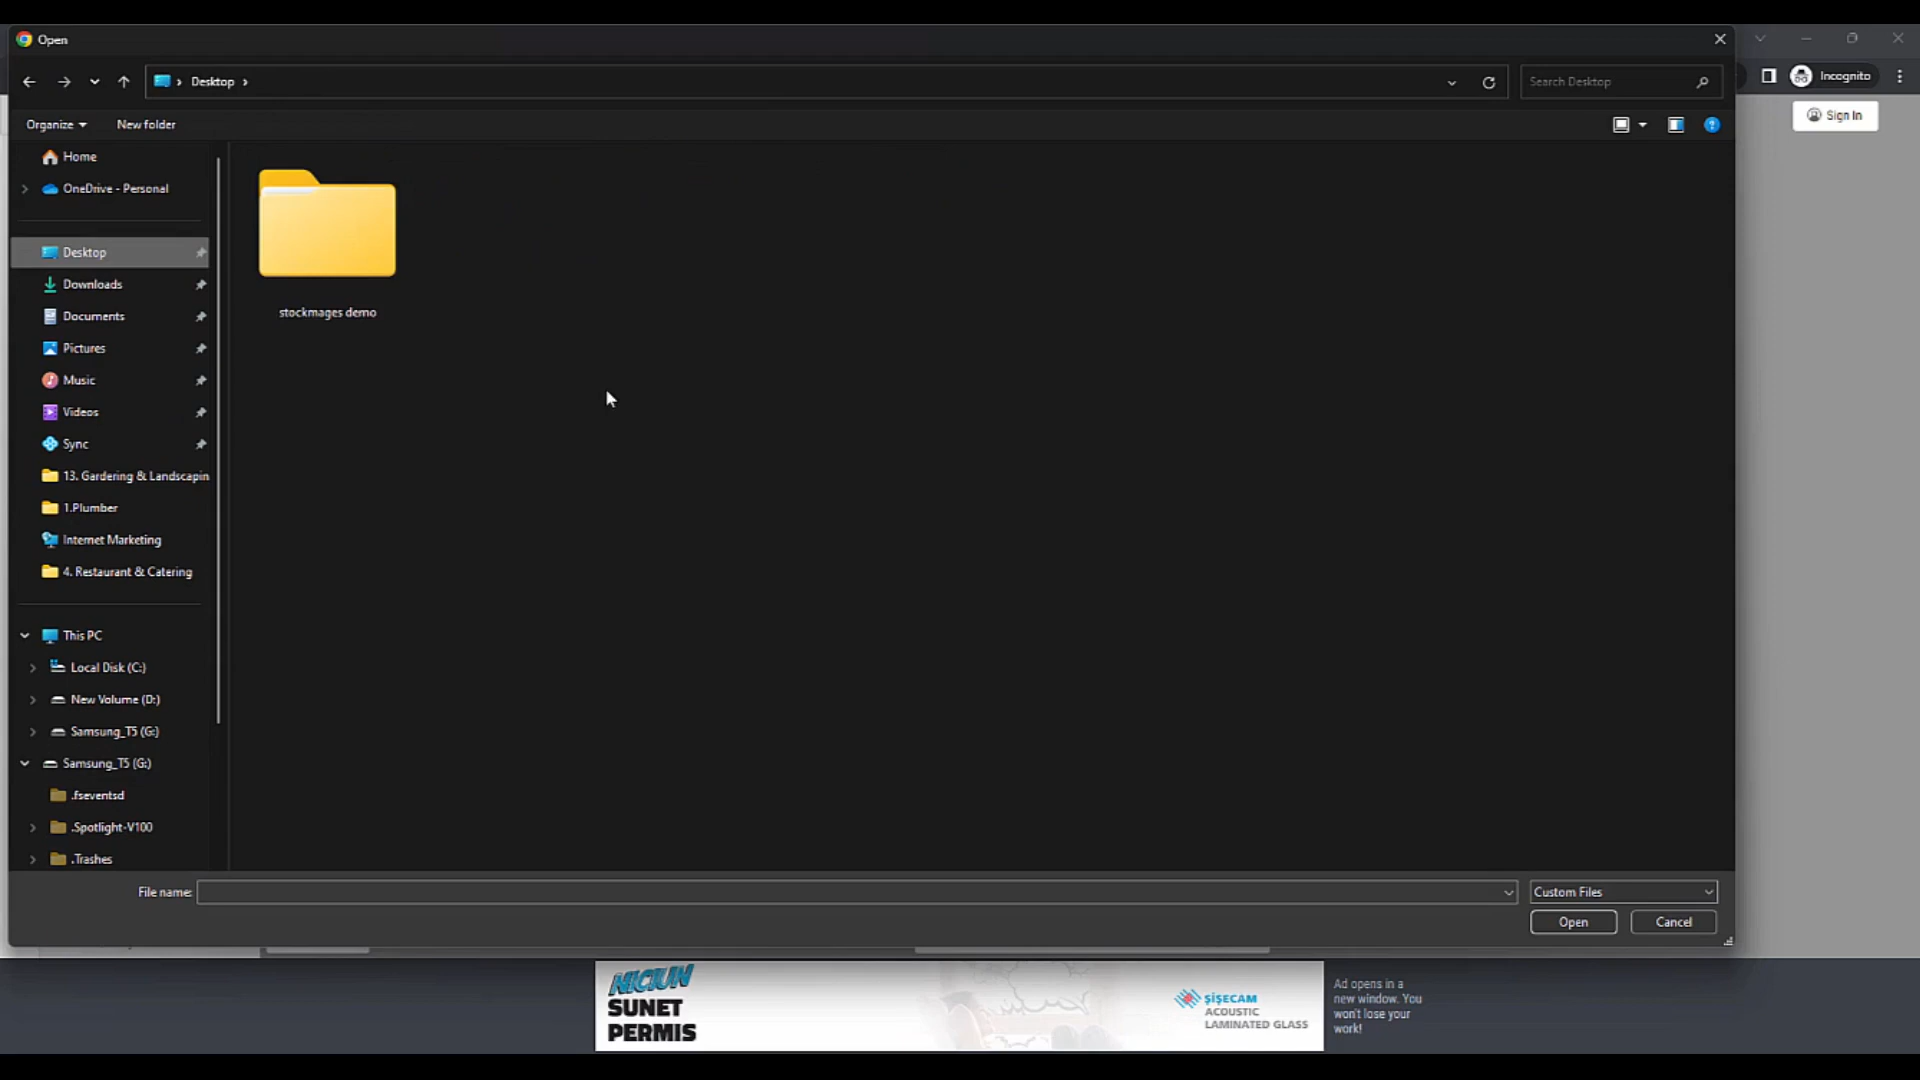 Open
Desktop
Search Desktop
Incognito
Organize
New folder
Sign In
Home
OneDrive - Personal
Desktop
Downloads
Documents
Pictures
Music
Videos
Sync
13. Gardering & Landscapin
1.Plumber
Internet Marketing
4. Restaurant & Catering
This PC
Local Disk (C:)
New Volume (D:)
Samsung_T5 (G:)
Samsung_T5 (G:)
.fseventsd
.Spotlight-V100
.Trashes
stockmages demo
File name:
Custom Files
Open
Cancel
NICIUN
SUNET
PERMIS
ŞİŞECAM
ACOUSTIC
LAMINATED GLASS
Ad opens in a
new window. You
won't lose your
work!